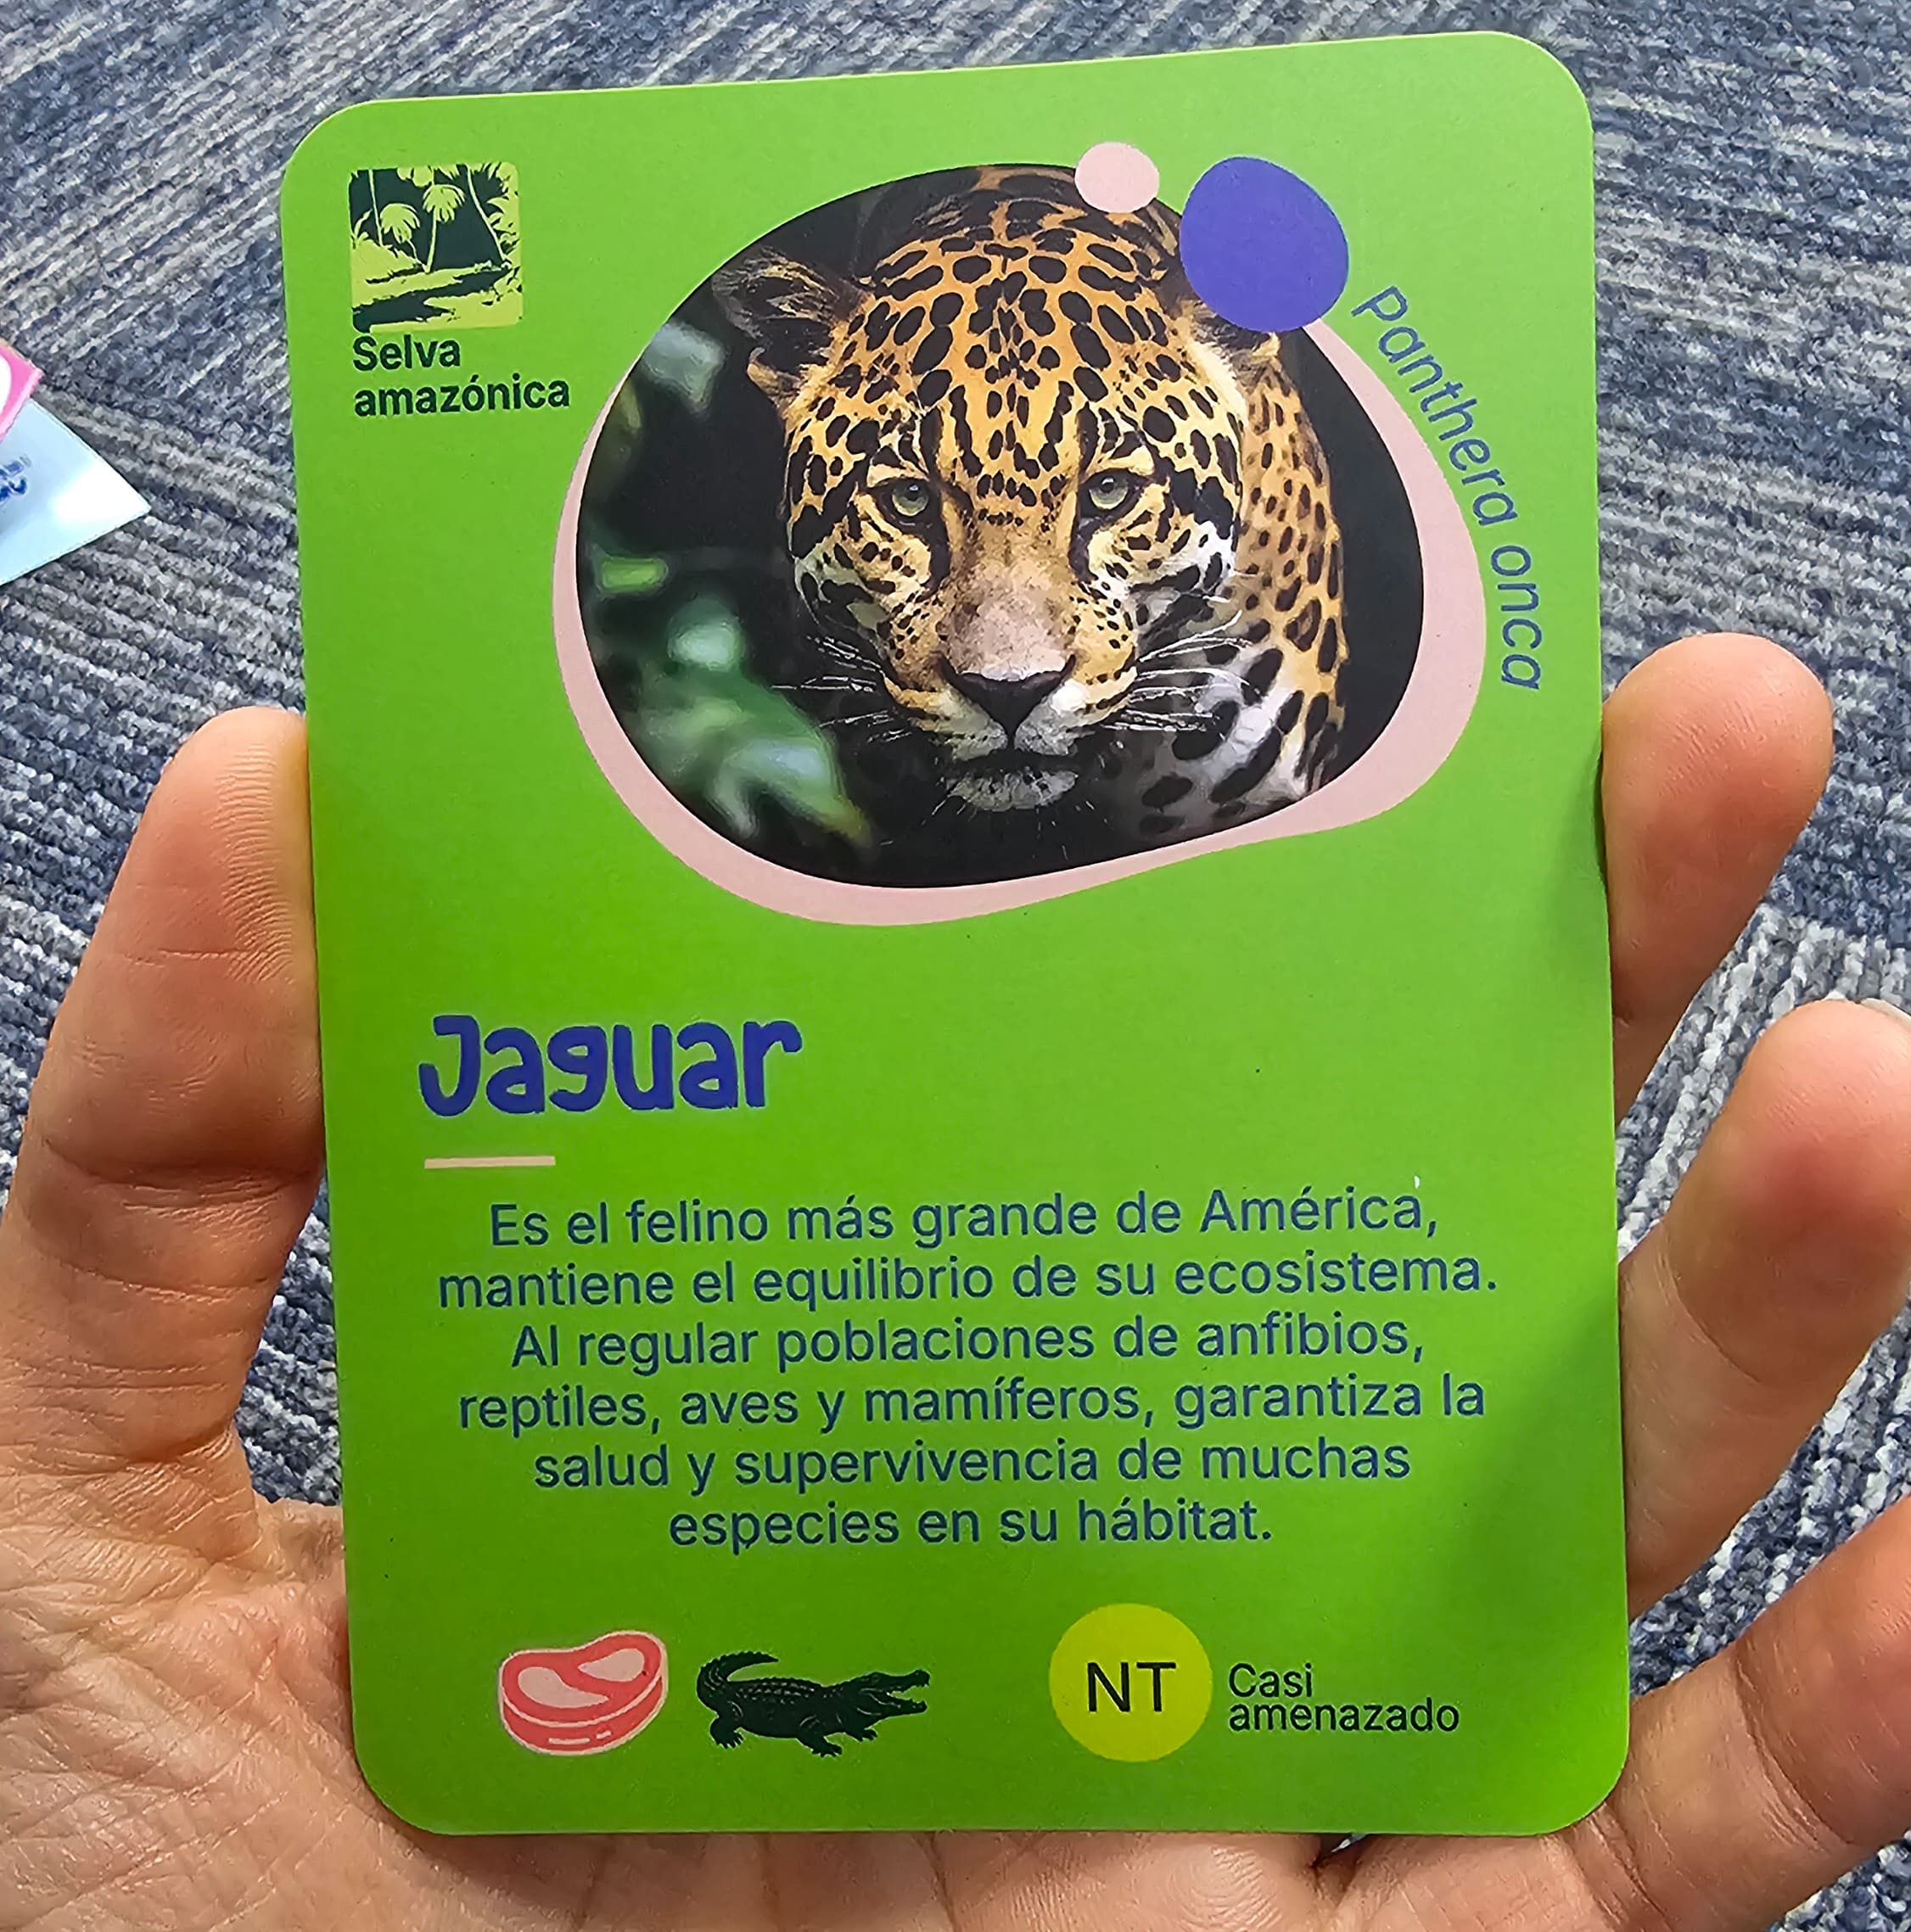 Selva
amazónica
Panthera onca
Jaguar
Es el felino más grande de América,
mantiene el equilibrio de su ecosistema.
Al regular poblaciones de anfibios,
reptiles, aves y mamíferos, garantiza la
salud y supervivencia de muchas
especies en su hábitat.
NT
Casi
amenazado